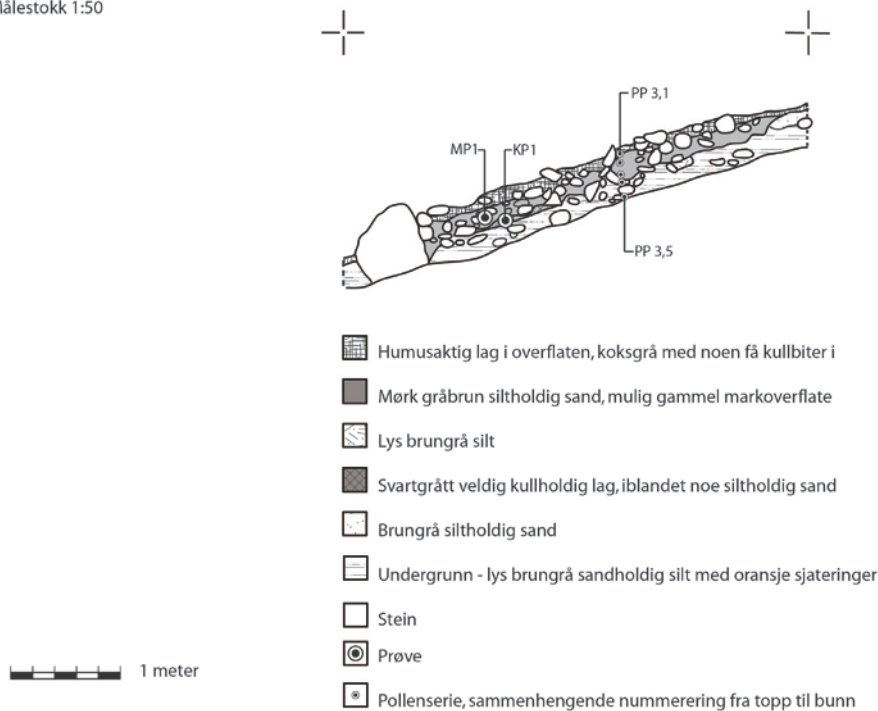 Målestokk 1:50
PP 3,1
MP1
KP1
PP 3,5
Humusaktig lag i overflaten, koksgrå med noen få kullbiter i
Mørk gråbrun siltholdig sand, mulig gammel markoverflate
Lys brungrå silt
Svartgrått veldig kullholdig lag, iblandet noe siltholdig sand
Brungrå siltholdig sand
Undergrunn - lys brungrå sandholdig silt med oransje sjateringer
Stein
Prøve
1 meter
Pollenserie, sammenhengende nummerering fra topp til bunn